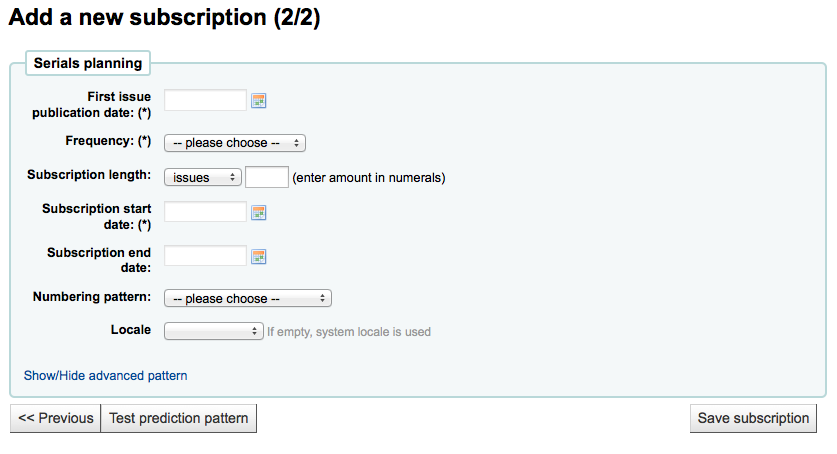 Add a new subscription (2/2)
Serials planning
First issue
publication date: (*)
Frequency: (*) -- please choose --
Subscription length: issues (enter amount in numerals)
Subscription start
date: (*)
Subscription end
date:
Numbering pattern: -- please choose --
Locale If empty, system locale is used
Show/Hide advanced pattern
<< Previous Test prediction pattern Save subscription